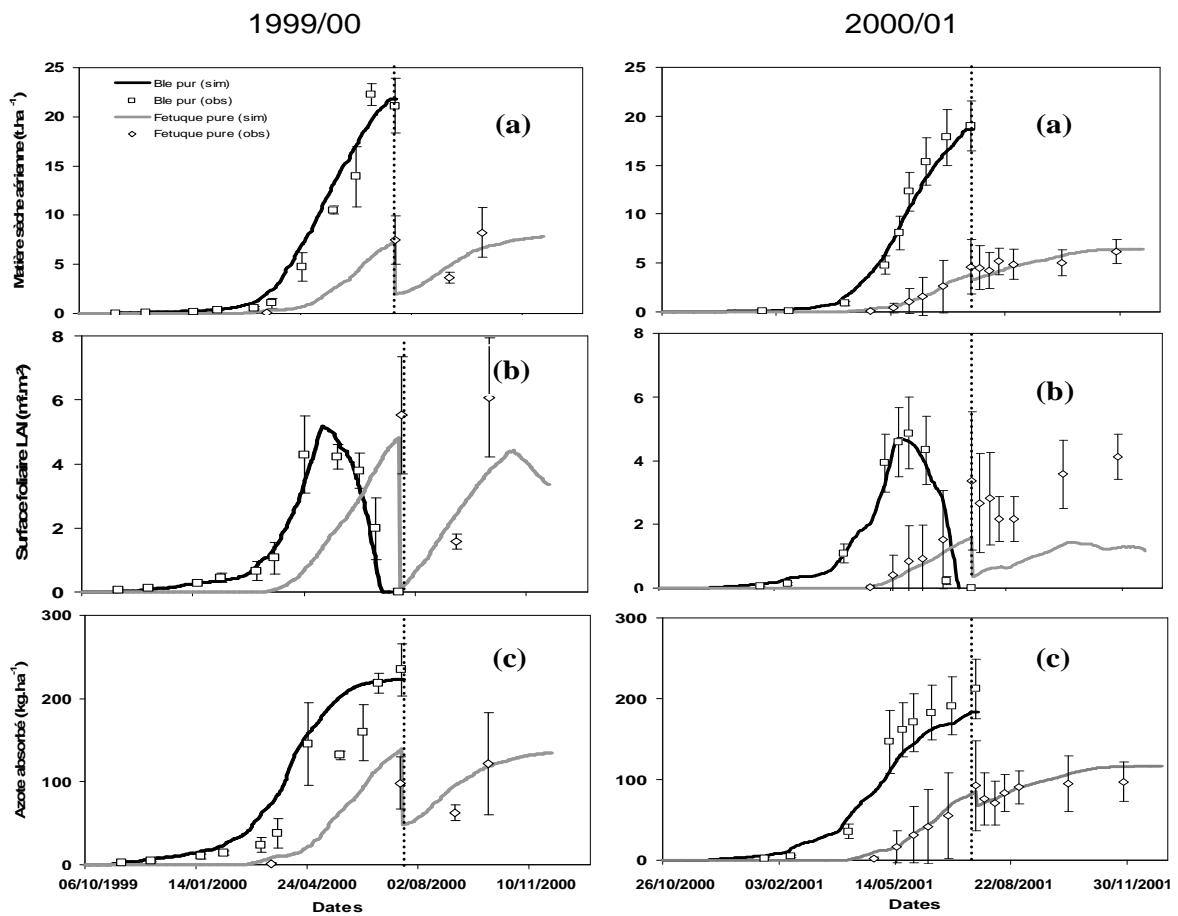 1999/00
2000/01
Matière sèche aérienne (t.ha-1)
25
20
15
10
5
0
Ble pur (sim)
Ble pur (obs)
Fetuque pure (sim)
Fetuque pure (obs)
(a)
25
20
15
10
5
0
(a)
Surface foliaire LAI (m².m-²)
8
6
4
2
0
(b)
8
6
4
2
0
(b)
Azote absorbé (kg.ha-1)
300
200
100
0
(c)
300
200
100
0
(c)
06/10/1999
14/01/2000
24/04/2000
02/08/2000
10/11/2000
Dates
26/10/2000
03/02/2001
14/05/2001
22/08/2001
30/11/2001
Dates